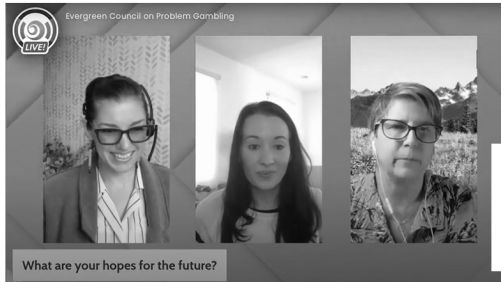 Evergreen Council on Problem Gambling
LIVE!
What are your hopes for the future?